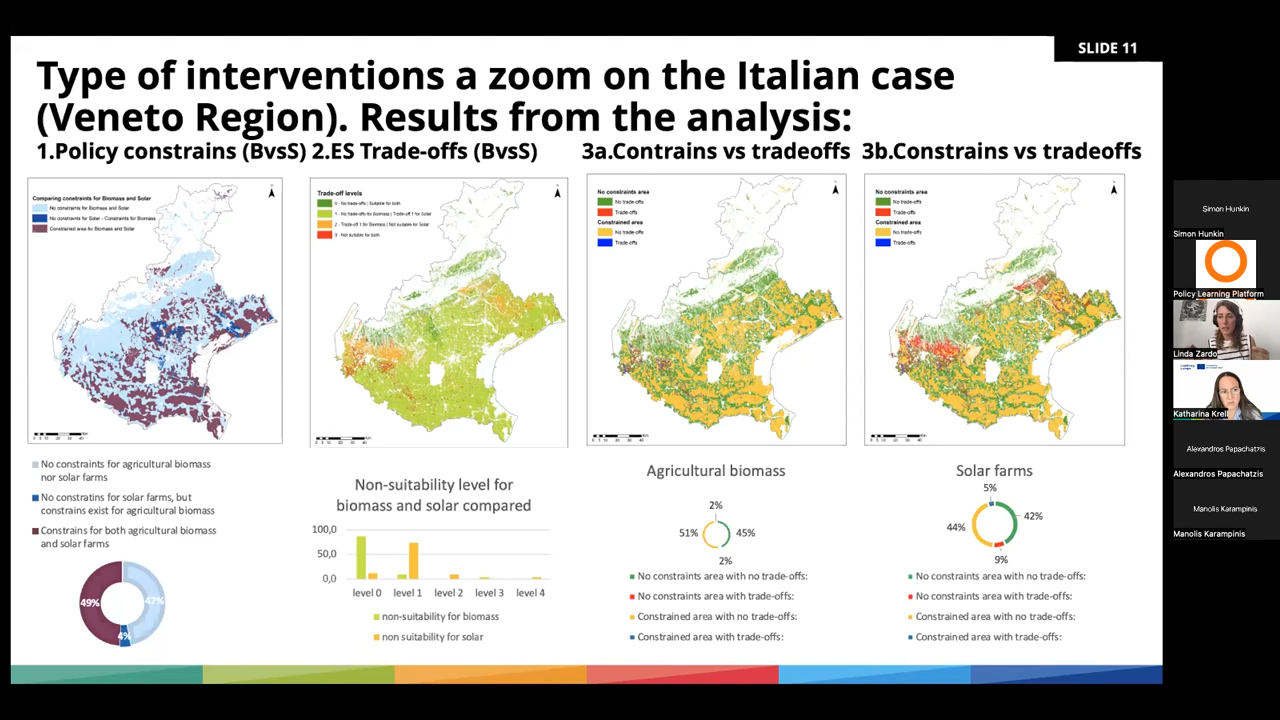 SLIDE 11
Type of interventions a zoom on the Italian case
(Veneto Region). Results from the analysis:
1.Policy constrains (BvsS)
2.ES Trade-offs (BvsS)
3a.Contrains vs tradeoffs
3b.Constrains vs tradeoffs
Comparing constraints for Biomass and Solar
No constraints for Biomass and Solar
No constraints for Solar - Constraints for Biomass
Constrained area for Biomass and Solar
Trade-off levels
0 - No trade-offs | Suitable for both
1 - No trade-offs for Biomass | Trade-off 1 for Solar
2 - Trade-off 1 for Biomass | Not suitable for Solar
3 - Not suitable for both
No constraints area
No trade-offs
Trade-offs
Constrained area
No trade-offs
Trade-offs
No constraints area
No trade-offs
Trade-offs
Constrained area
No trade-offs
Trade-offs
No constraints for agricultural biomass
nor solar farms
No constratins for solar farms, but
constrains exist for agricultural biomass
Constrains for both agricultural biomass
and solar farms
49%
47%
4%
Non-suitability level for
biomass and solar compared
100,0
50,0
0,0
level 0
level 1
level 2
level 3
level 4
non-suitability for biomass
non suitability for solar
Agricultural biomass
2%
51%
45%
2%
No constraints area with no trade-offs:
No constraints area with trade-offs:
Constrained area with no trade-offs:
Constrained area with trade-offs:
Solar farms
5%
42%
44%
9%
No constraints area with no trade-offs:
No constraints area with trade-offs:
Constrained area with no trade-offs:
Constrained area with trade-offs:
Simon Hunkin
Simon Hunkin
Policy Learning Platform
Linda Zardo
Katharina Krell
Alexandros Papachatzis
Alexandros Papachatzis
Manolis Karampinis
Manolis Karampinis